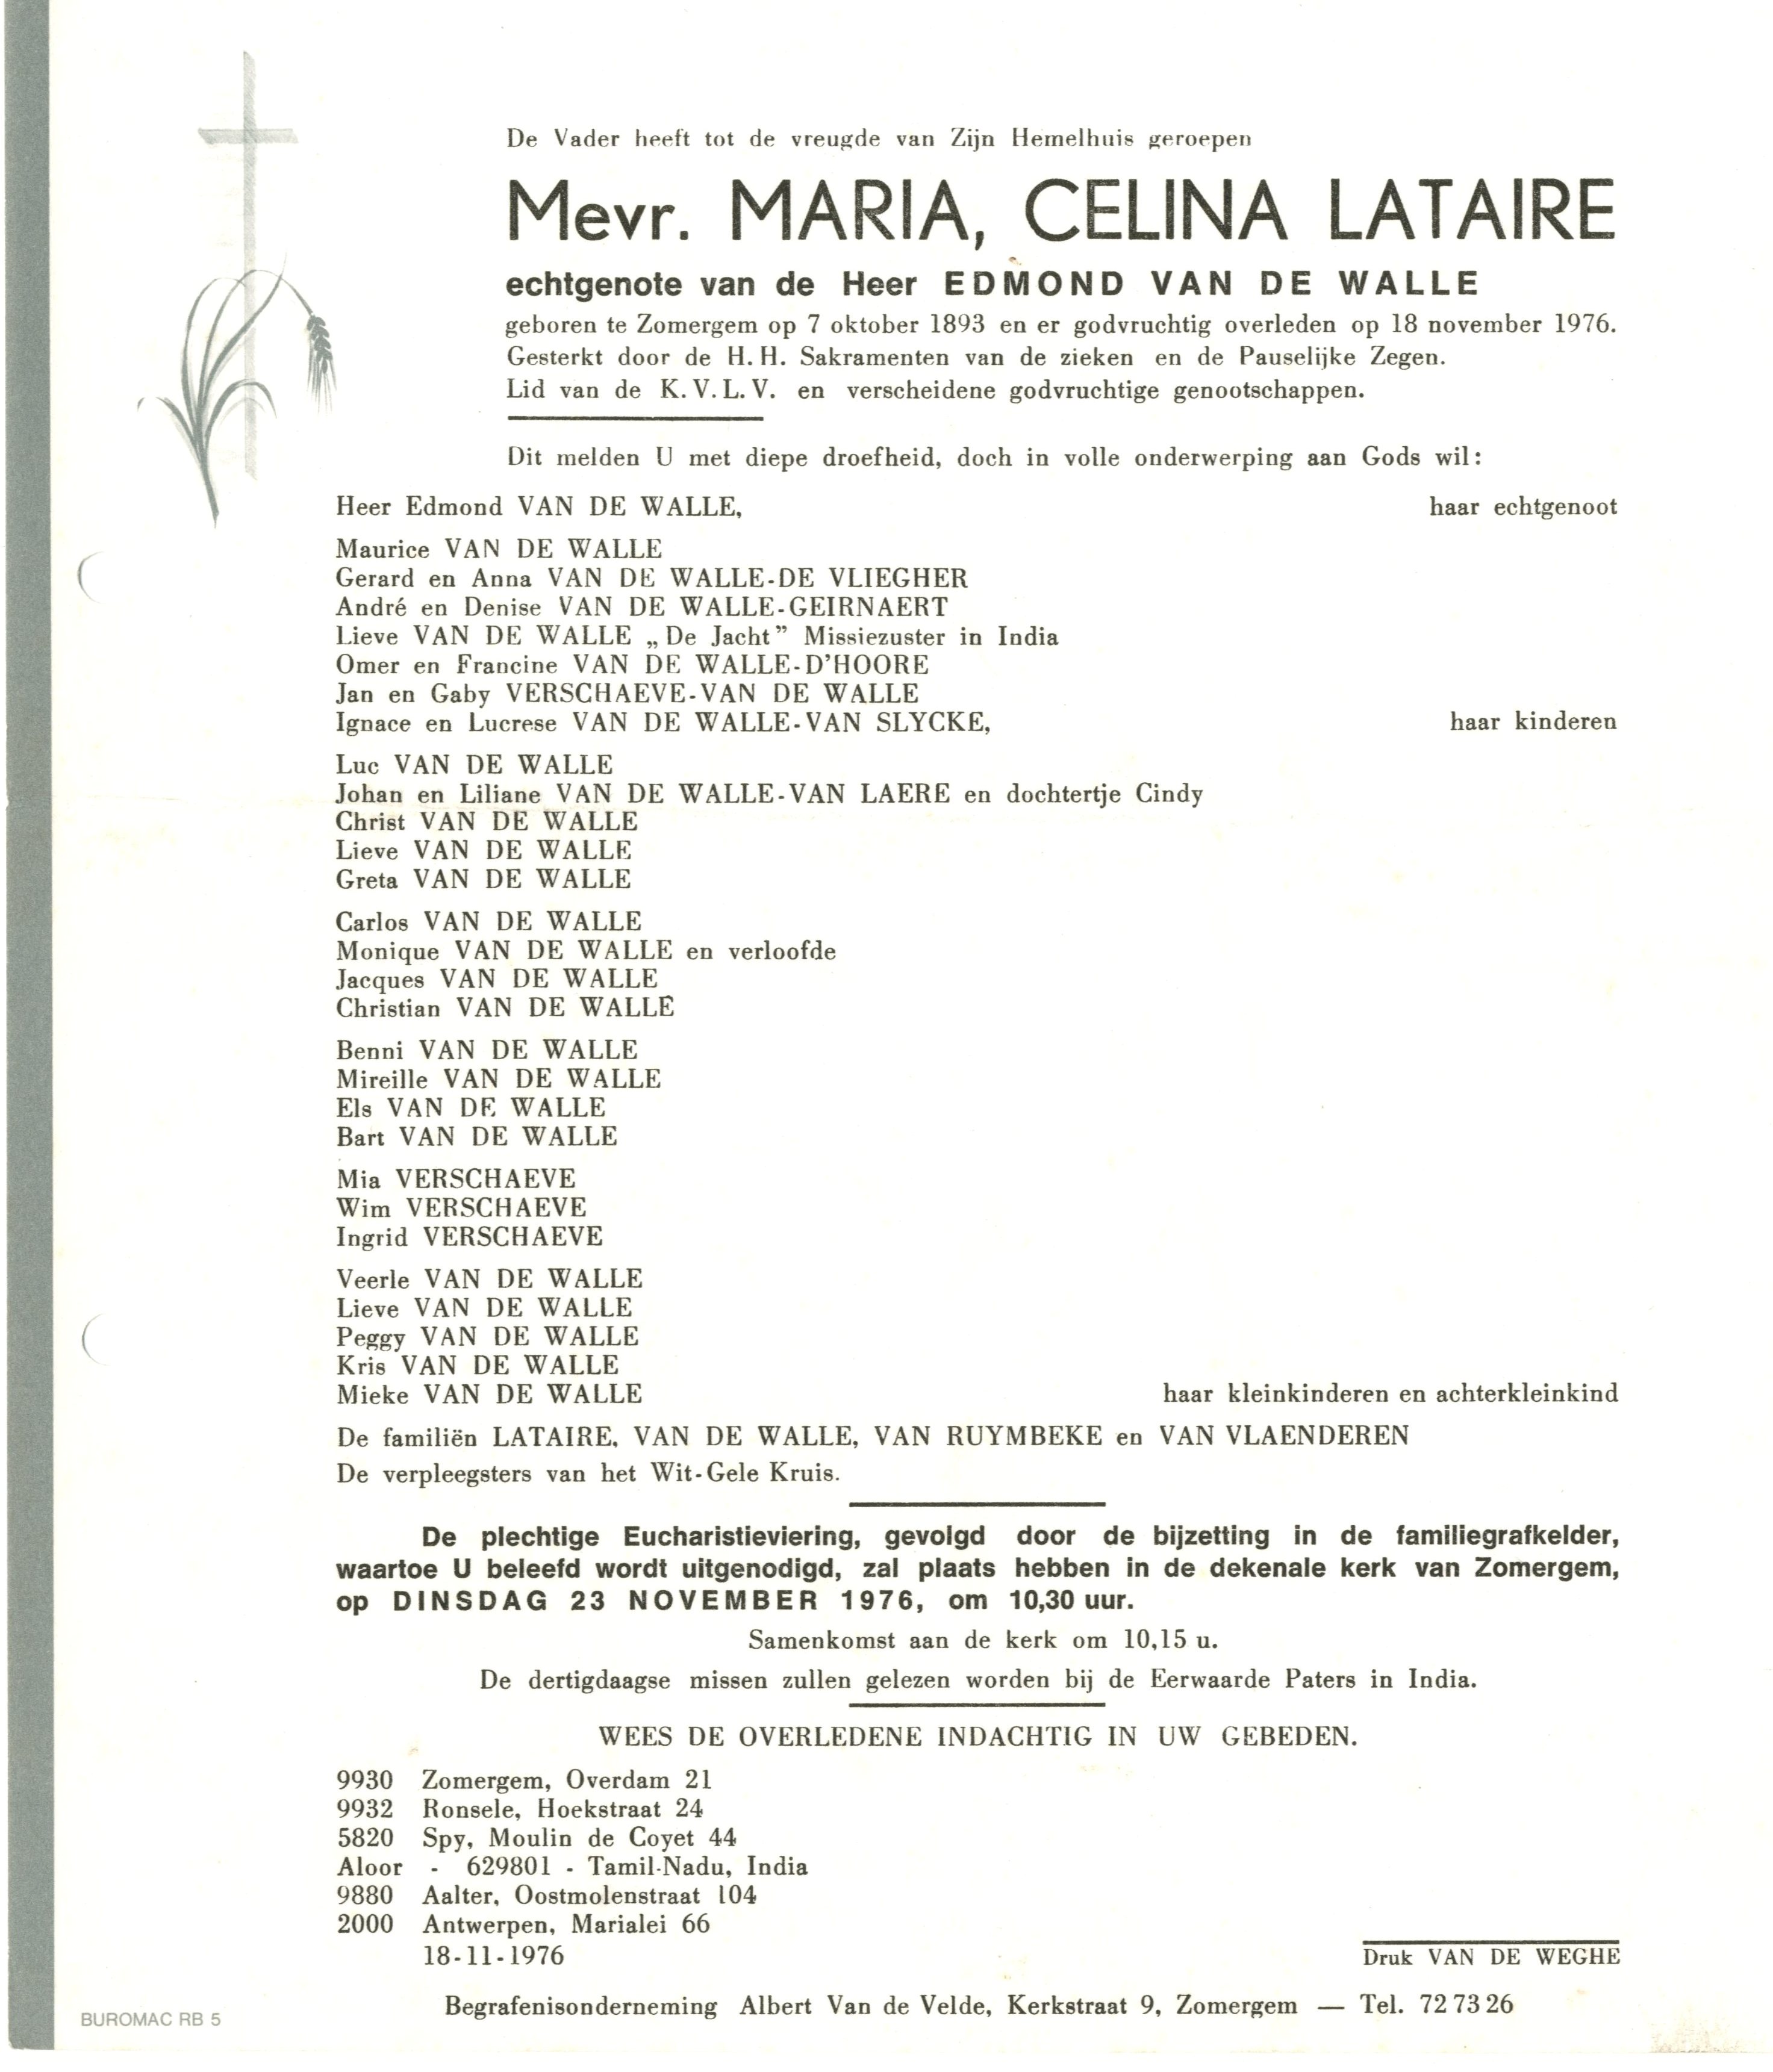 De Vader heeft tot de vreugde van Zijn Hemelhuis geroepen
Mevr. MARIA, CELINA LATAIRE
echtgenote van de Heer EDMOND VAN DE WALLE
geboren te Zomergem op 7 oktober 1893 en er godvruchtig overleden op 18 november 1976.
Gesterkt door de H. H. Sakramenten van de zieken en de Pauselijke Zegen.
Lid van de K. V. L. V. en verscheidene godvruchtige genootschappen.
Dit melden U met diepe droefheid, doch in volle onderwerping aan Gods wil:
Heer Edmond VAN DE WALLE, haar echtgenoot
Maurice VAN DE WALLE
Gerard en Anna VAN DE WALLE-DE VLIEGHER
André en Denise VAN DE WALLE-GEIRNAERT
Lieve VAN DE WALLE „De Jacht” Missiezuster in India
Omer en Francine VAN DE WALLE-D'HOORE
Jan en Gaby VERSCHAEVE-VAN DE WALLE
Ignace en Lucrese VAN DE WALLE-VAN SLYCKE, haar kinderen
Luc VAN DE WALLE
Johan en Liliane VAN DE WALLE-VAN LAERE en dochtertje Cindy
Christ VAN DE WALLE
Lieve VAN DE WALLE
Greta VAN DE WALLE
Carlos VAN DE WALLE
Monique VAN DE WALLE en verloofde
Jacques VAN DE WALLE
Christian VAN DE WALLE
Benni VAN DE WALLE
Mireille VAN DE WALLE
Els VAN DE WALLE
Bart VAN DE WALLE
Mia VERSCHAEVE
Wim VERSCHAEVE
Ingrid VERSCHAEVE
Veerle VAN DE WALLE
Lieve VAN DE WALLE
Peggy VAN DE WALLE
Kris VAN DE WALLE
Mieke VAN DE WALLE haar kleinkinderen en achterkleinkind
De familiën LATAIRE, VAN DE WALLE, VAN RUYMBEKE en VAN VLAENDEREN
De verpleegsters van het Wit-Gele Kruis.
De plechtige Eucharistieviering, gevolgd door de bijzetting in de familiegrafkelder,
waartoe U beleefd wordt uitgenodigd, zal plaats hebben in de dekenale kerk van Zomergem,
op DINSDAG 23 NOVEMBER 1976, om 10,30 uur.
Samenkomst aan de kerk om 10,15 u.
De dertigdaagse missen zullen gelezen worden bij de Eerwaarde Paters in India.
WEES DE OVERLEDENE INDACHTIG IN UW GEBEDEN.
9930 Zomergem, Overdam 21
9932 Ronsele, Hoekstraat 24
5820 Spy, Moulin de Coyet 44
Aloor - 629801 - Tamil-Nadu, India
9880 Aalter, Oostmolenstraat 104
2000 Antwerpen, Marialei 66
18-11-1976
Druk VAN DE WEGHE
Begrafenisonderneming Albert Van de Velde, Kerkstraat 9, Zomergem — Tel. 72 73 26
BUROMAC RB 5